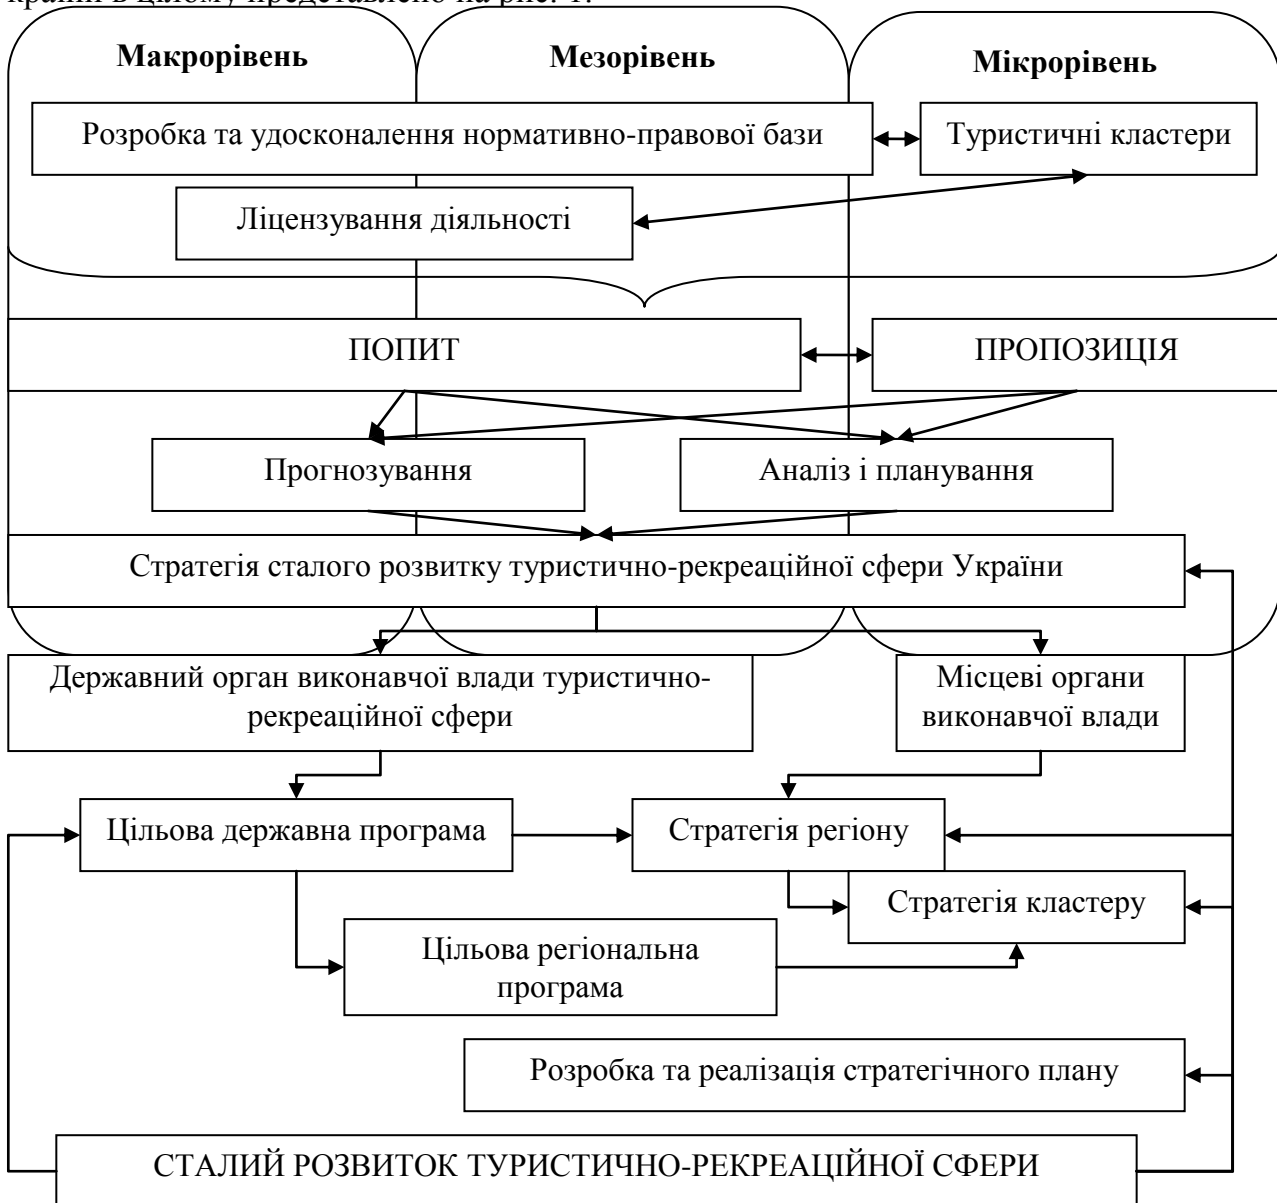 країни в цілому представлено на рис. 1.
Макрорівень
Мезорівень
Мікрорівень
Розробка та удосконалення нормативно-правової бази
Туристичні кластери
Ліцензування діяльності
ПОПИТ
ПРОПОЗИЦІЯ
Прогнозування
Аналіз і планування
Стратегія сталого розвитку туристично-рекреаційної сфери України
Державний орган виконавчої влади туристично-
рекреаційної сфери
Місцеві органи
виконавчої влади
Цільова державна програма
Стратегія регіону
Стратегія кластеру
Цільова регіональна
програма
Розробка та реалізація стратегічного плану
СТАЛИЙ РОЗВИТОК ТУРИСТИЧНО-РЕКРЕАЦІЙНОЇ СФЕРИ